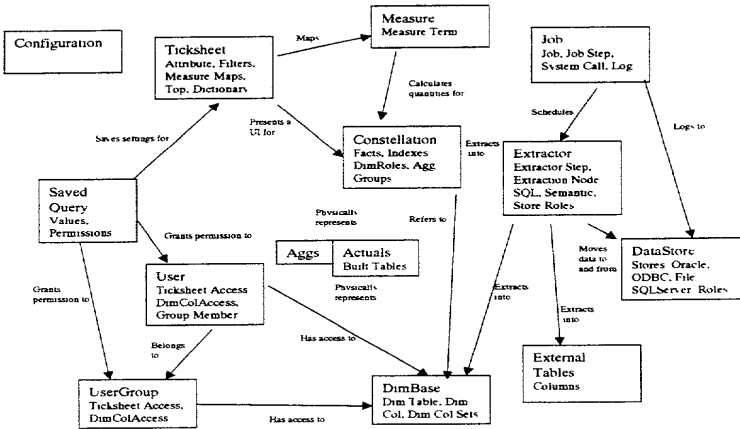 Configuration
Ticksheet
Attribute, Filters,
Measure Maps,
Top, Dictionary
Maps
Measure
Measure Term
Job
Job, Job Step,
System Call, Log
Calculates
quantities for
Saves settings for
Presents a
UI for
Schedules
Logs to
Constellation
Facts, Indexes
DimRoles, Agg
Groups
Extracts
into
Extractor
Extractor Step,
Extraction Node
SQL, Semantic,
Store Roles
Saved
Query
Values,
Permissions
Grants permission to
Physically
represents
Refers to
Aggs
Actuals
Built Tables
Moves
data to
and from
DataStore
Stores Oracle,
ODBC, File
SQLServer Roles
User
Ticksheet Access
DimColAccess,
Group Member
Grants
permission to
Physically
represents
Extracts
into
Extracts
into
Belongs
to
Has access to
External
Tables
Columns
UserGroup
Ticksheet Access,
DimColAccess
Has access to
DimBase
Dim Table, Dim
Col, Dim Col Sets